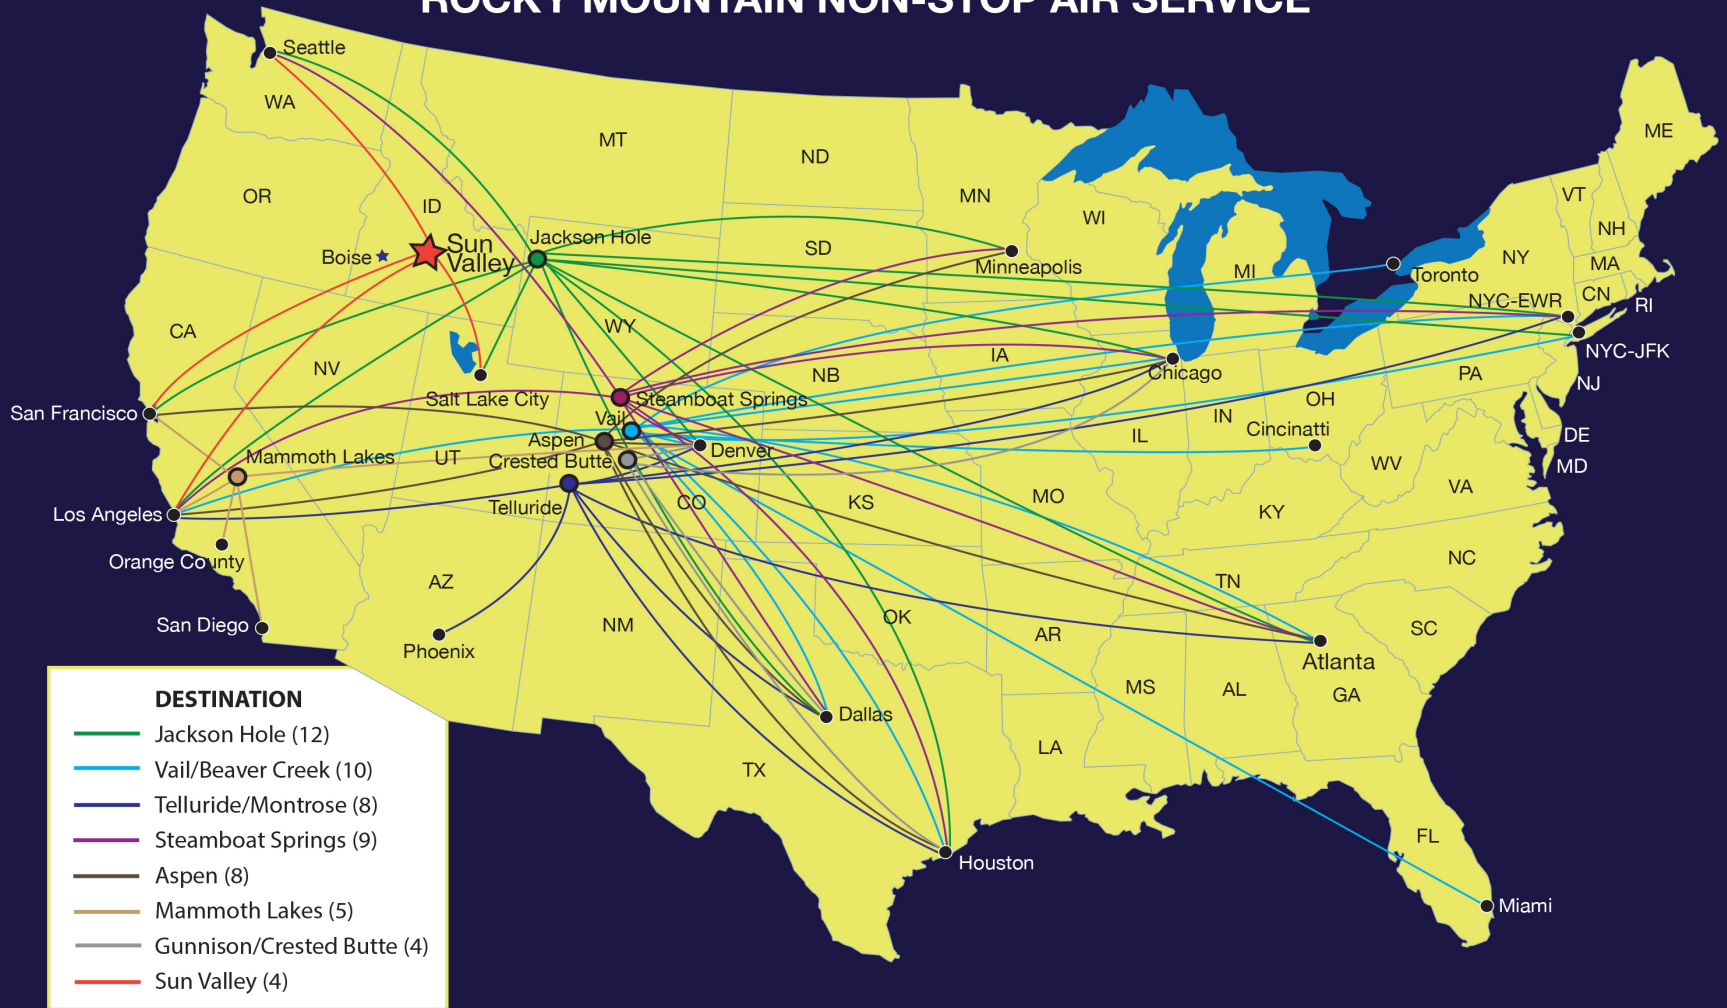 ROCKY MOUNTAIN NON-STOP AIR SERVICE
Seattle
WA
MT
ND
MN
ME
OR
ID
WI
VT
NH
Boise
Sun
Valley
Jackson Hole
SD
Minneapolis
MI
Toronto
NY
MA
NYC-EWR
CN
RI
CA
WY
NV
IA
NB
Chicago
NYC-JFK
PA
NJ
San Francisco
Salt Lake City
Steamboat Springs
OH
IN
Vail
Aspen
IL
Cincinatti
DE
Mammoth Lakes
UT
Crested Butte
Denver
WV
MD
Los Angeles
Telluride
CO
KS
MO
KY
VA
Orange County
AZ
TN
NC
San Diego
NM
OK
AR
SC
Phoenix
Atlanta
MS
AL
GA
Dallas
LA
TX
FL
Houston
Miami
DESTINATION
Jackson Hole (12)
Vail/Beaver Creek (10)
Telluride/Montrose (8)
Steamboat Springs (9)
Aspen (8)
Mammoth Lakes (5)
Gunnison/Crested Butte (4)
Sun Valley (4)